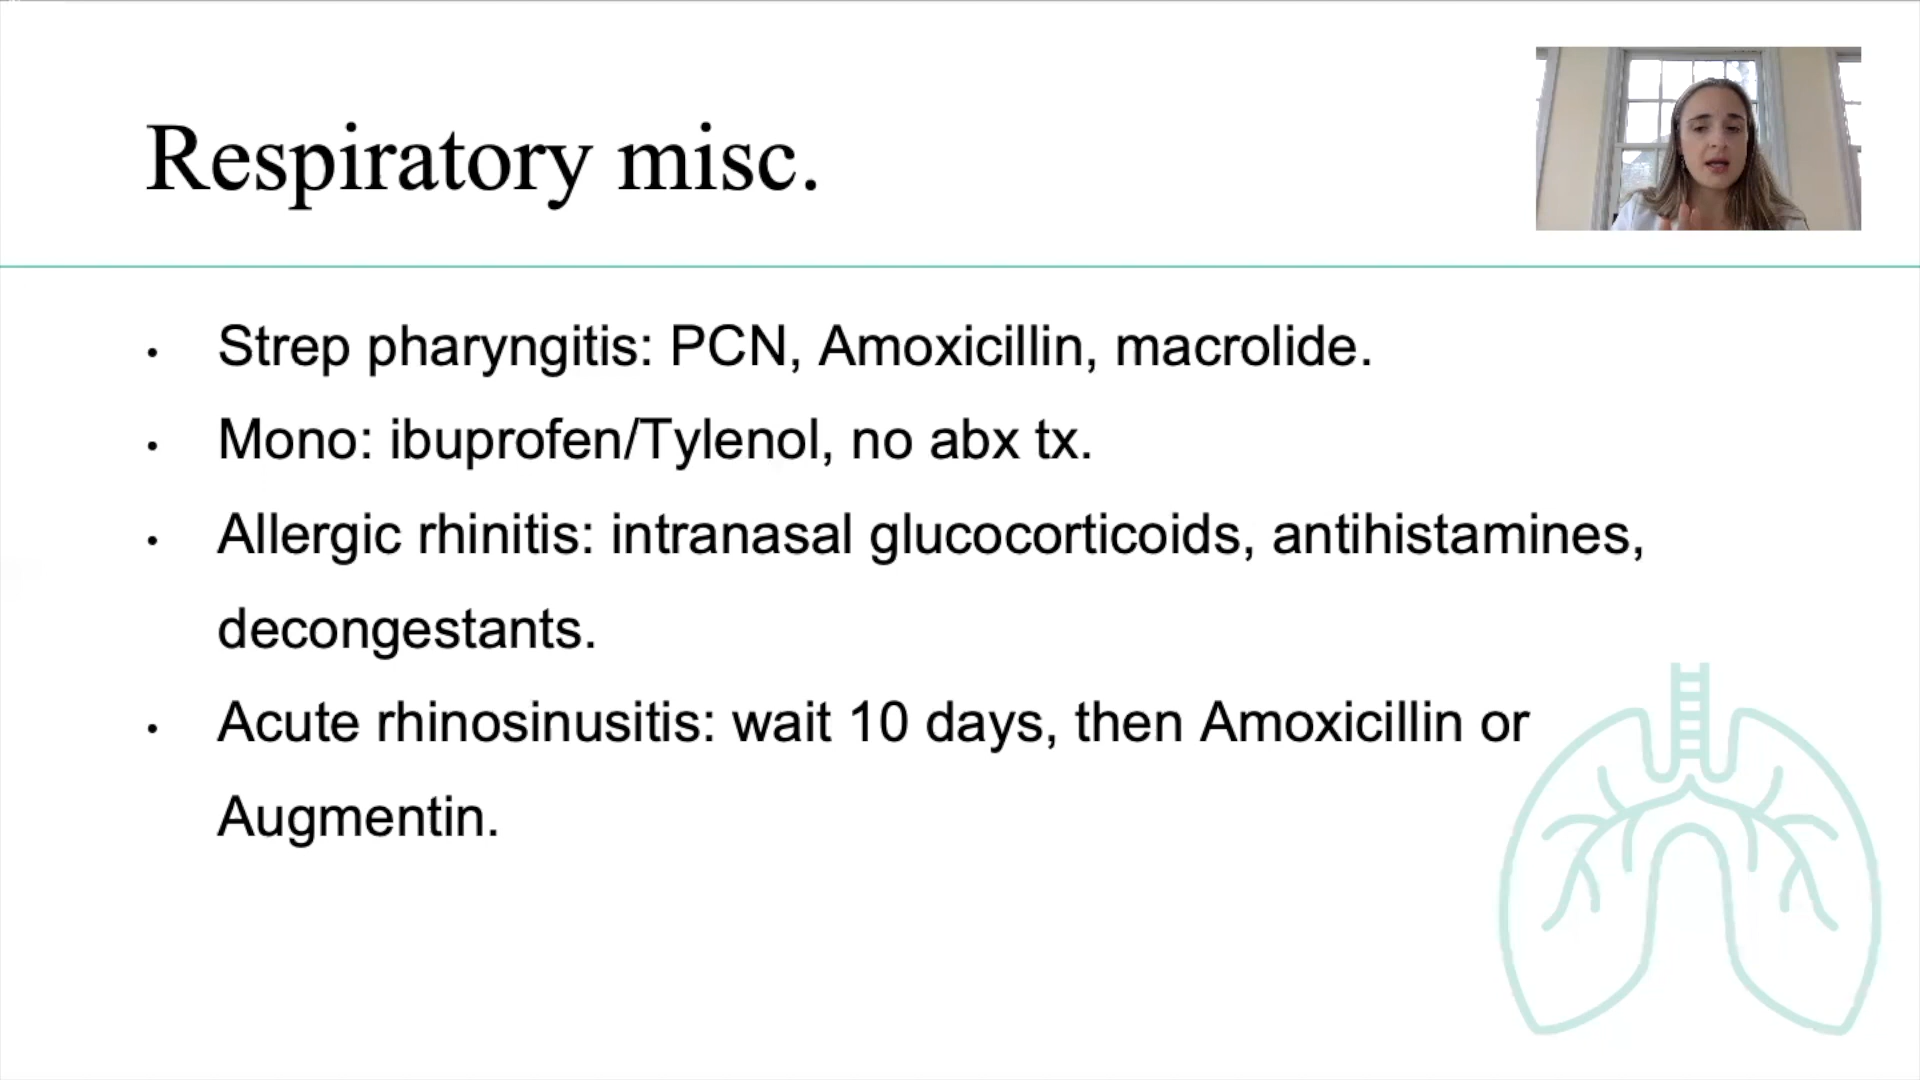 Respiratory misc.
• Strep pharyngitis: PCN, Amoxicillin, macrolide.
• Mono: ibuprofen/Tylenol, no abx tx.
• Allergic rhinitis: intranasal glucocorticoids, antihistamines,
decongestants.
• Acute rhinosinusitis: wait 10 days, then Amoxicillin or
Augmentin.